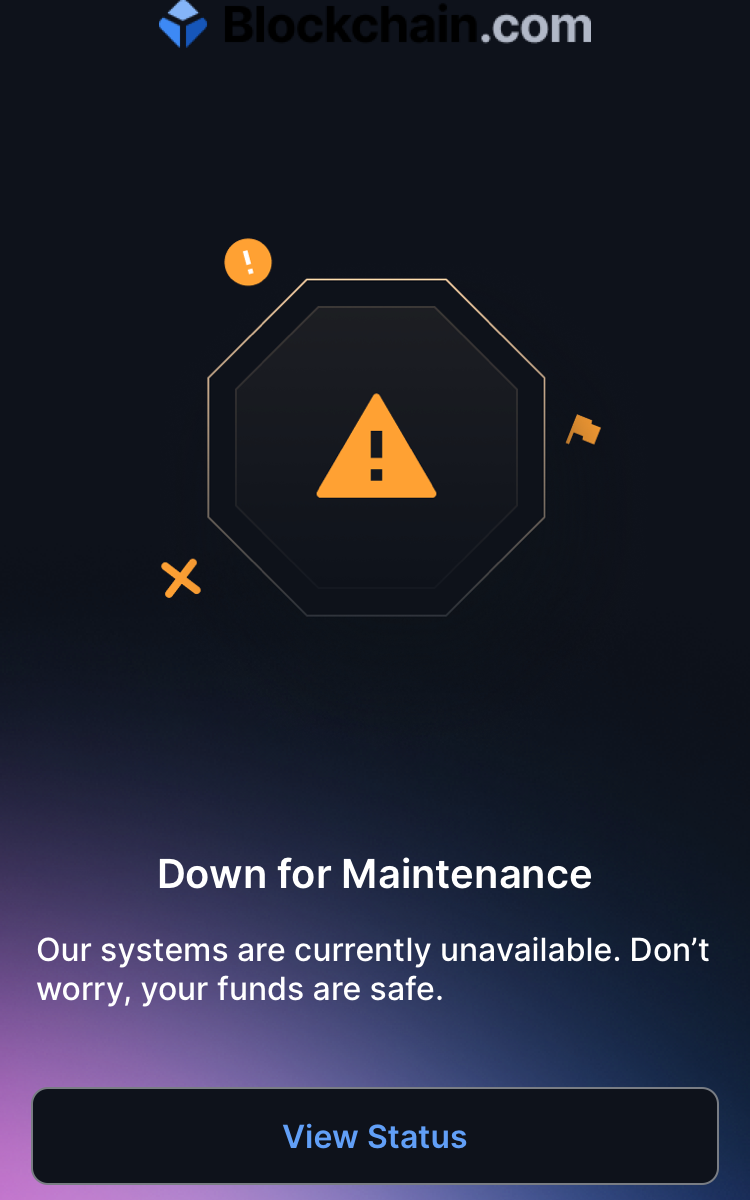 Blockchain.com
Down for Maintenance
Our systems are currently unavailable. Don’t
worry, your funds are safe.
View Status